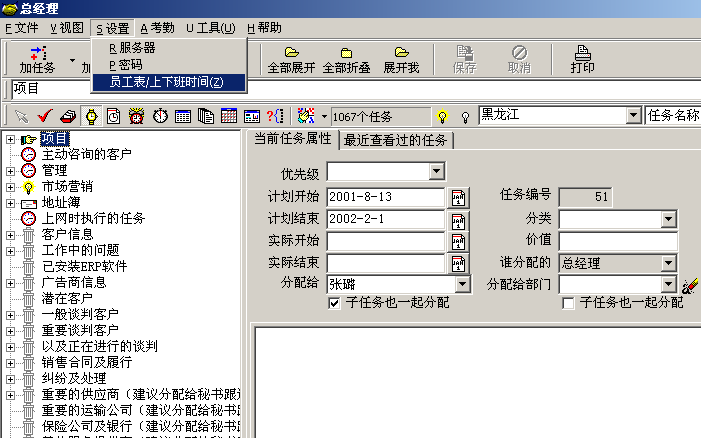 总经理
F文件 V视图 S设置 A考勤 U工具(U) H帮助
R服务器
P密码
员工表/上下班时间(Z)
加任务 全部展开 全部折叠 展开我 保存 取消 打印
项目
1067个任务 黑龙江 任务名称
项目
主动咨询的客户
管理
市场营销
地址簿
上网时执行的任务
客户信息
工作中的问题
已安装ERP软件
广告商信息
潜在客户
一般谈判客户
重要谈判客户
以及正在进行的谈判
销售合同及履行
纠纷及处理
重要的供应商(建议分配给秘书跟
重要的运输公司(建议分配给秘书跟
保险公司及银行(建议分配给秘书
当前任务属性 最近查看过的任务
优先级
计划开始 2001-8-13 任务编号 51
计划结束 2002-2-1 分类
实际开始 价值
实际结束 谁分配的 总经理
分配给 张璐 分配给部门
子任务也一起分配 子任务也一起分配